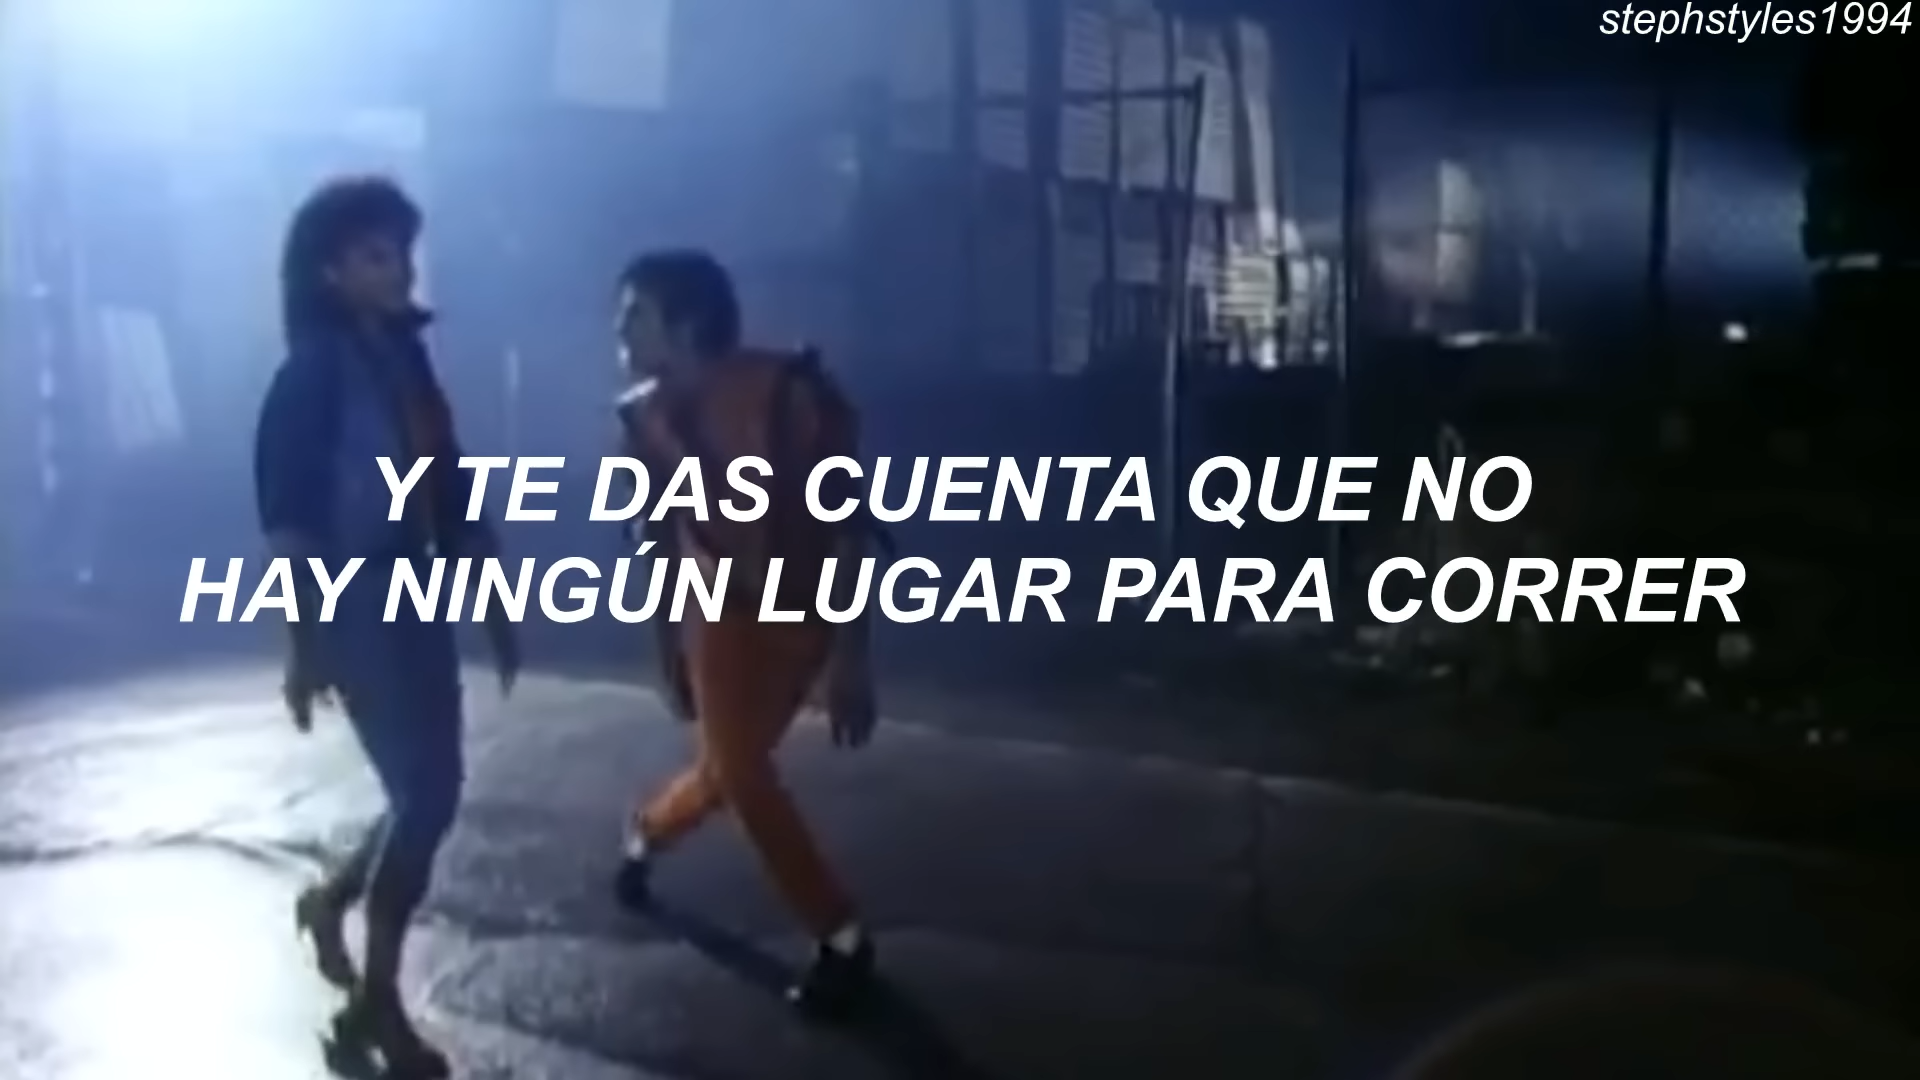 stephstyles1994
Y TE DAS CUENTA QUE NO
HAY NINGÚN LUGAR PARA CORRER